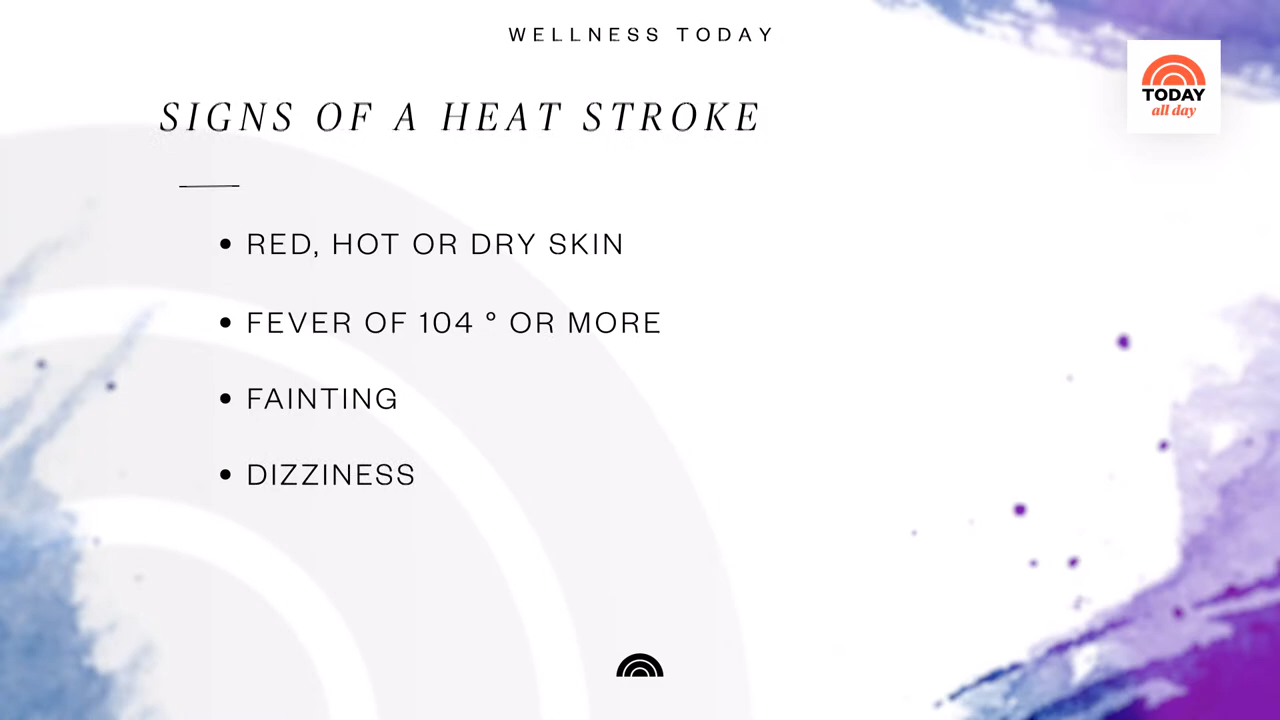 WELLNESS TODAY
TODAY
all day
SIGNS OF A HEAT STROKE
• RED, HOT OR DRY SKIN
• FEVER OF 104 ° OR MORE
• FAINTING
• DIZZINESS